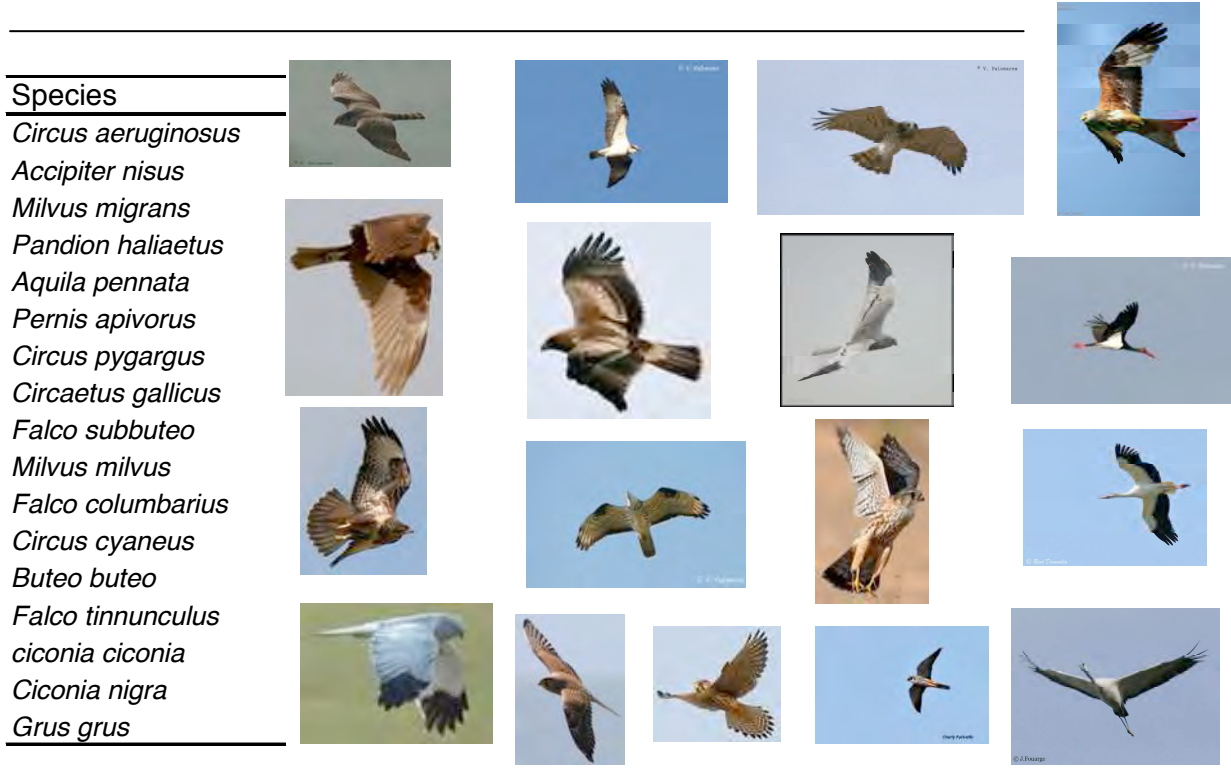 Species
Circus aeruginosus
Accipiter nisus
Milvus migrans
Pandion haliaetus
Aquila pennata
Pernis apivorus
Circus pygargus
Circaetus gallicus
Falco subbuteo
Milvus milvus
Falco columbarius
Circus cyaneus
Buteo buteo
Falco tinnunculus
ciconia ciconia
Ciconia nigra
Grus grus
© J.Fouarge